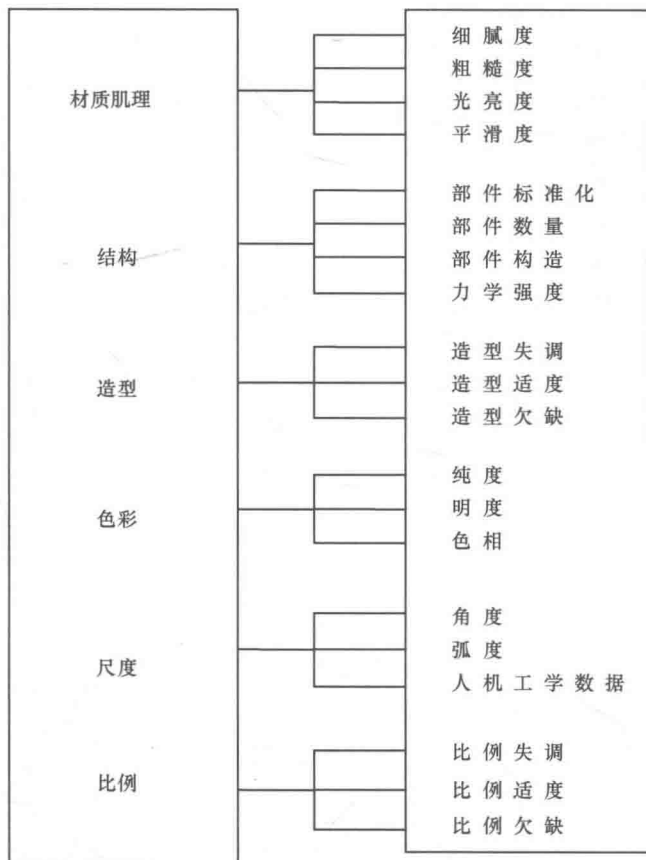 材质肌理
细腻度
粗糙度
光亮度
平滑度
结构
部件标准化
部件数量
部件构造
力学强度
造型
造型失调
造型适度
造型欠缺
色彩
纯度
明度
色相
尺度
角度
弧度
人机工学数据
比例
比例失调
比例适度
比例欠缺